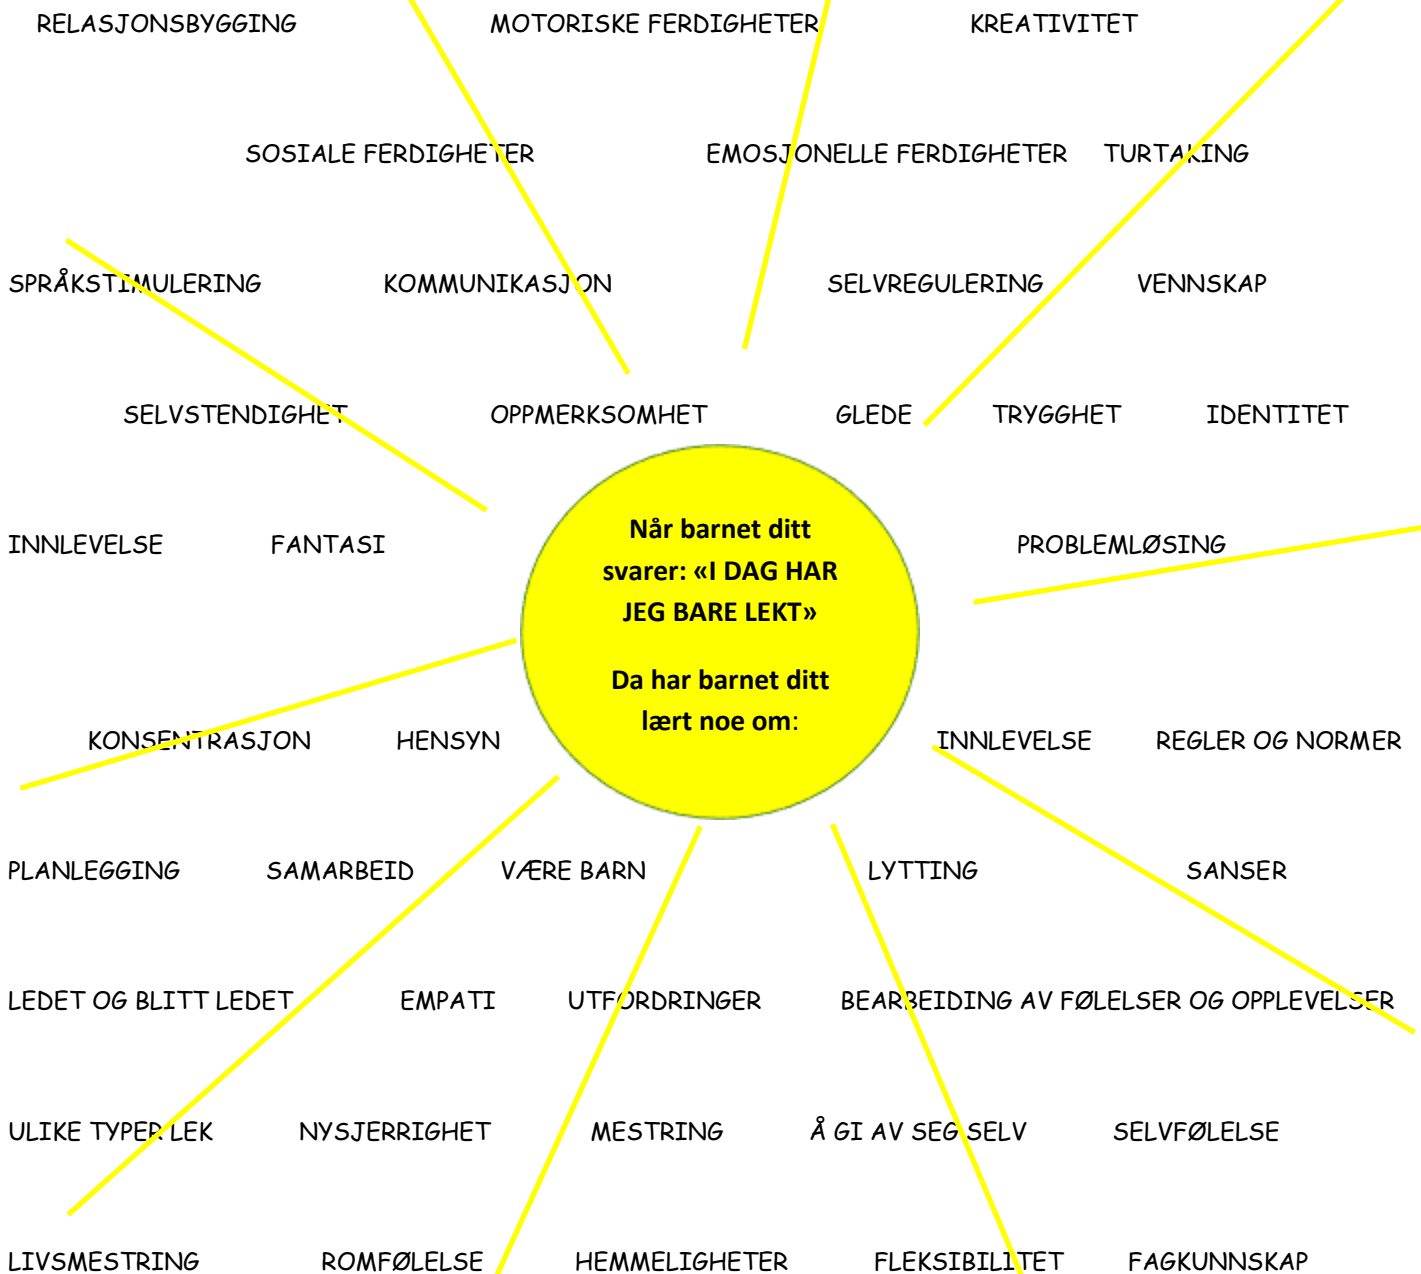 RELASJONSBYGGING MOTORISKE FERDIGHETER KREATIVITET
SOSIALE FERDIGHETER EMOSJONELLE FERDIGHETER TURTAKING
SPRÅKSTIMULERING KOMMUNIKASJON SELVREGULERING VENNSKAP
SELVSTENDIGHET OPPMERKSOMHET GLEDE TRYGGHET IDENTITET
INNLEVELSE FANTASI PROBLEMLØSING
Når barnet ditt
svarer: «I DAG HAR
JEG BARE LEKT»
Da har barnet ditt
lært noe om:
KONSENTRASJON HENSYN INNLEVELSE REGLER OG NORMER
PLANLEGGING SAMARBEID VÆRE BARN LYTTING SANSER
LEDET OG BLITT LEDET EMPATI UTFORDRINGER BEARBEIDING AV FØLELSER OG OPPLEVELSER
ULIKE TYPER LEK NYSJERRIGHET MESTRING Å GI AV SEG SELV SELVFØLELSE
LIVSMESTRING ROMFØLELSE HEMMELIGHETER FLEKSIBILITET FAGKUNNSKAP